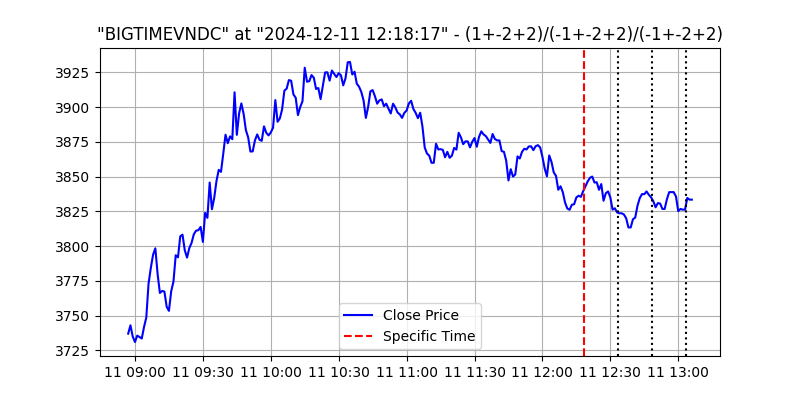 "BIGTIMEVNDC" at "2024-12-11 12:18:17" - (1+-2+2)/(-1+-2+2)/(-1+-2+2)
3925
3900
3875
3850
3825
3800
3775
3750
3725
Close Price
Specific Time
11 09:00 11 09:30 11 10:00 11 10:30 11 11:00 11 11:30 11 12:00 11 12:30 11 13:00